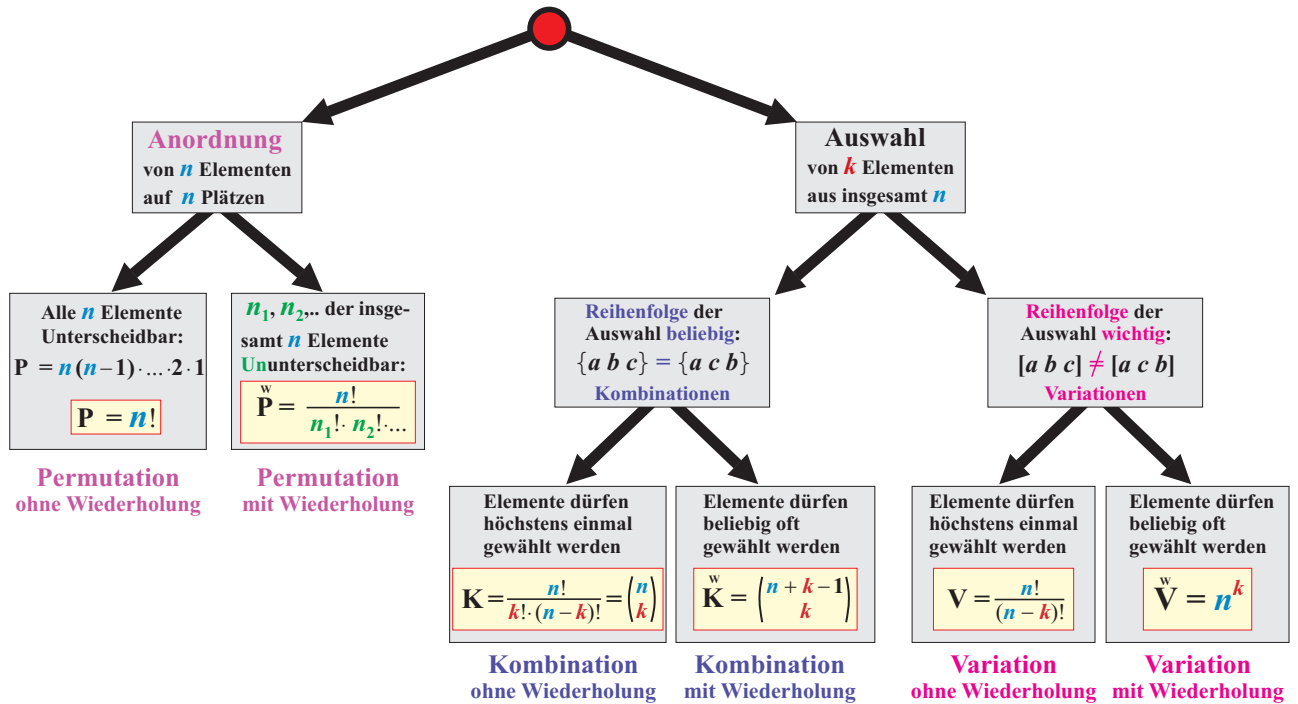 Anordnung
von n Elementen
auf n Plätzen
Auswahl
von k Elementen
aus insgesamt n
Alle n Elemente
Unterscheidbar:
P = n(n−1)·...·2·1
P = n!
n₁, n₂,.. der insge-
samt n Elemente
Ununterscheidbar:
w
P = n! / n₁!·n₂!·...
Permutation
ohne Wiederholung
Permutation
mit Wiederholung
Reihenfolge der
Auswahl beliebig:
{a b c} = {a c b}
Kombinationen
Reihenfolge der
Auswahl wichtig:
[a b c] ≠ [a c b]
Variationen
Elemente dürfen
höchstens einmal
gewählt werden
K = n! / k!·(n−k)! = (n k)
Elemente dürfen
beliebig oft
gewählt werden
w
K = (n+k−1 k)
Elemente dürfen
höchstens einmal
gewählt werden
V = n! / (n−k)!
Elemente dürfen
beliebig oft
gewählt werden
w
V = nᵏ
Kombination
ohne Wiederholung
Kombination
mit Wiederholung
Variation
ohne Wiederholung
Variation
mit Wiederholung